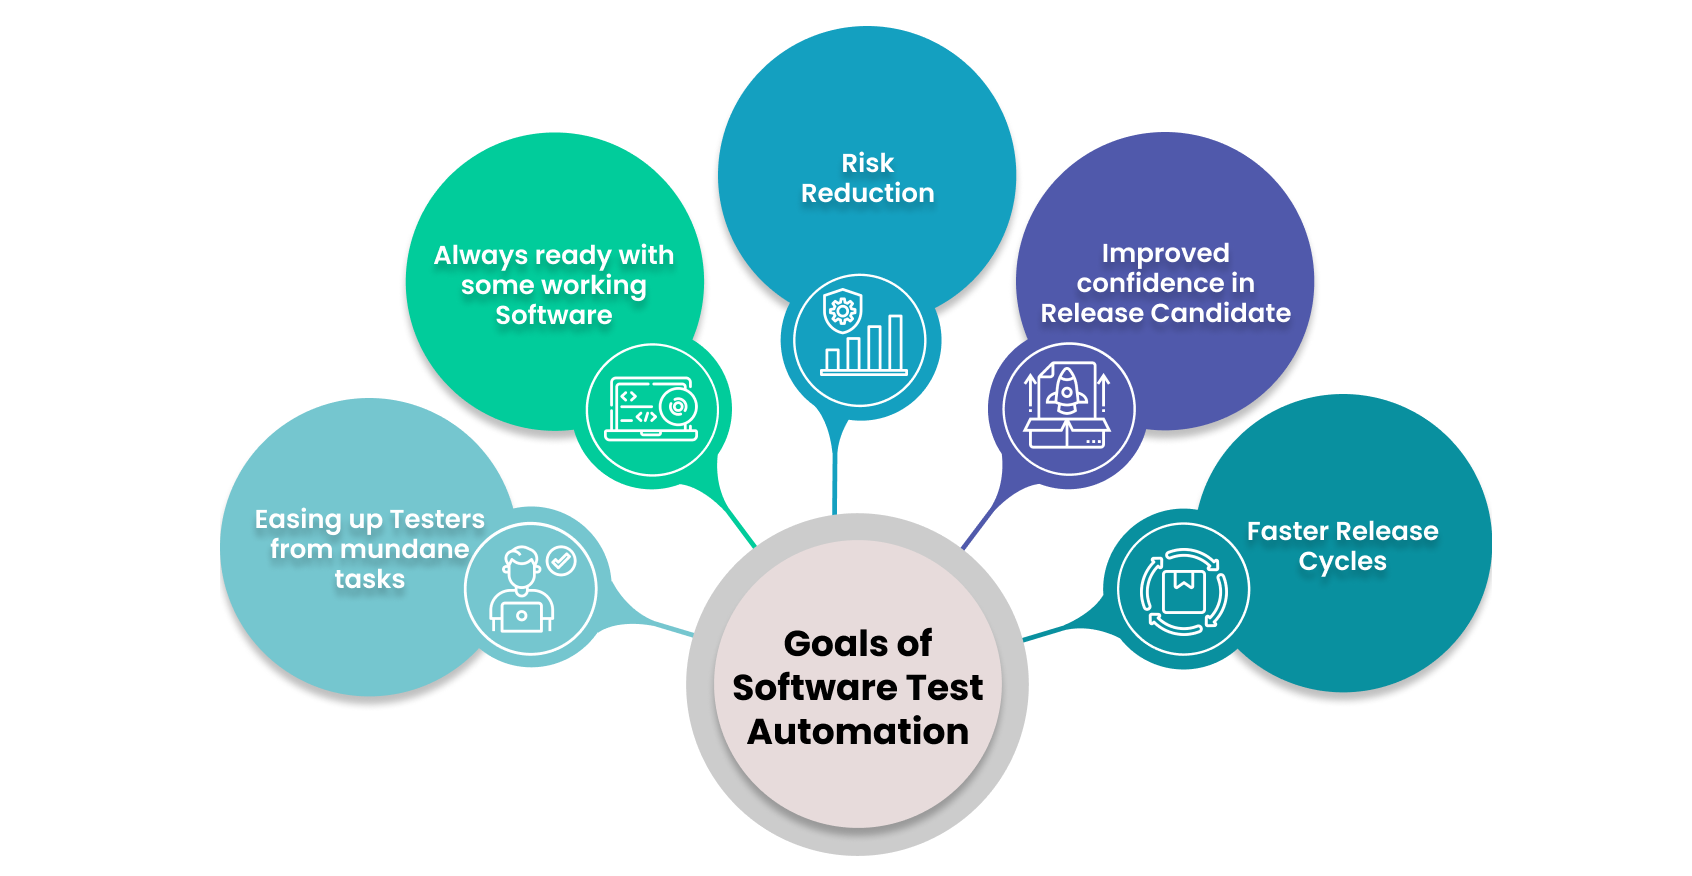 Risk
Reduction
Always ready with
some working
Software
Improved
confidence in
Release Candidate
Easing up Testers
from mundane
tasks
Faster Release
Cycles
Goals of
Software Test
Automation